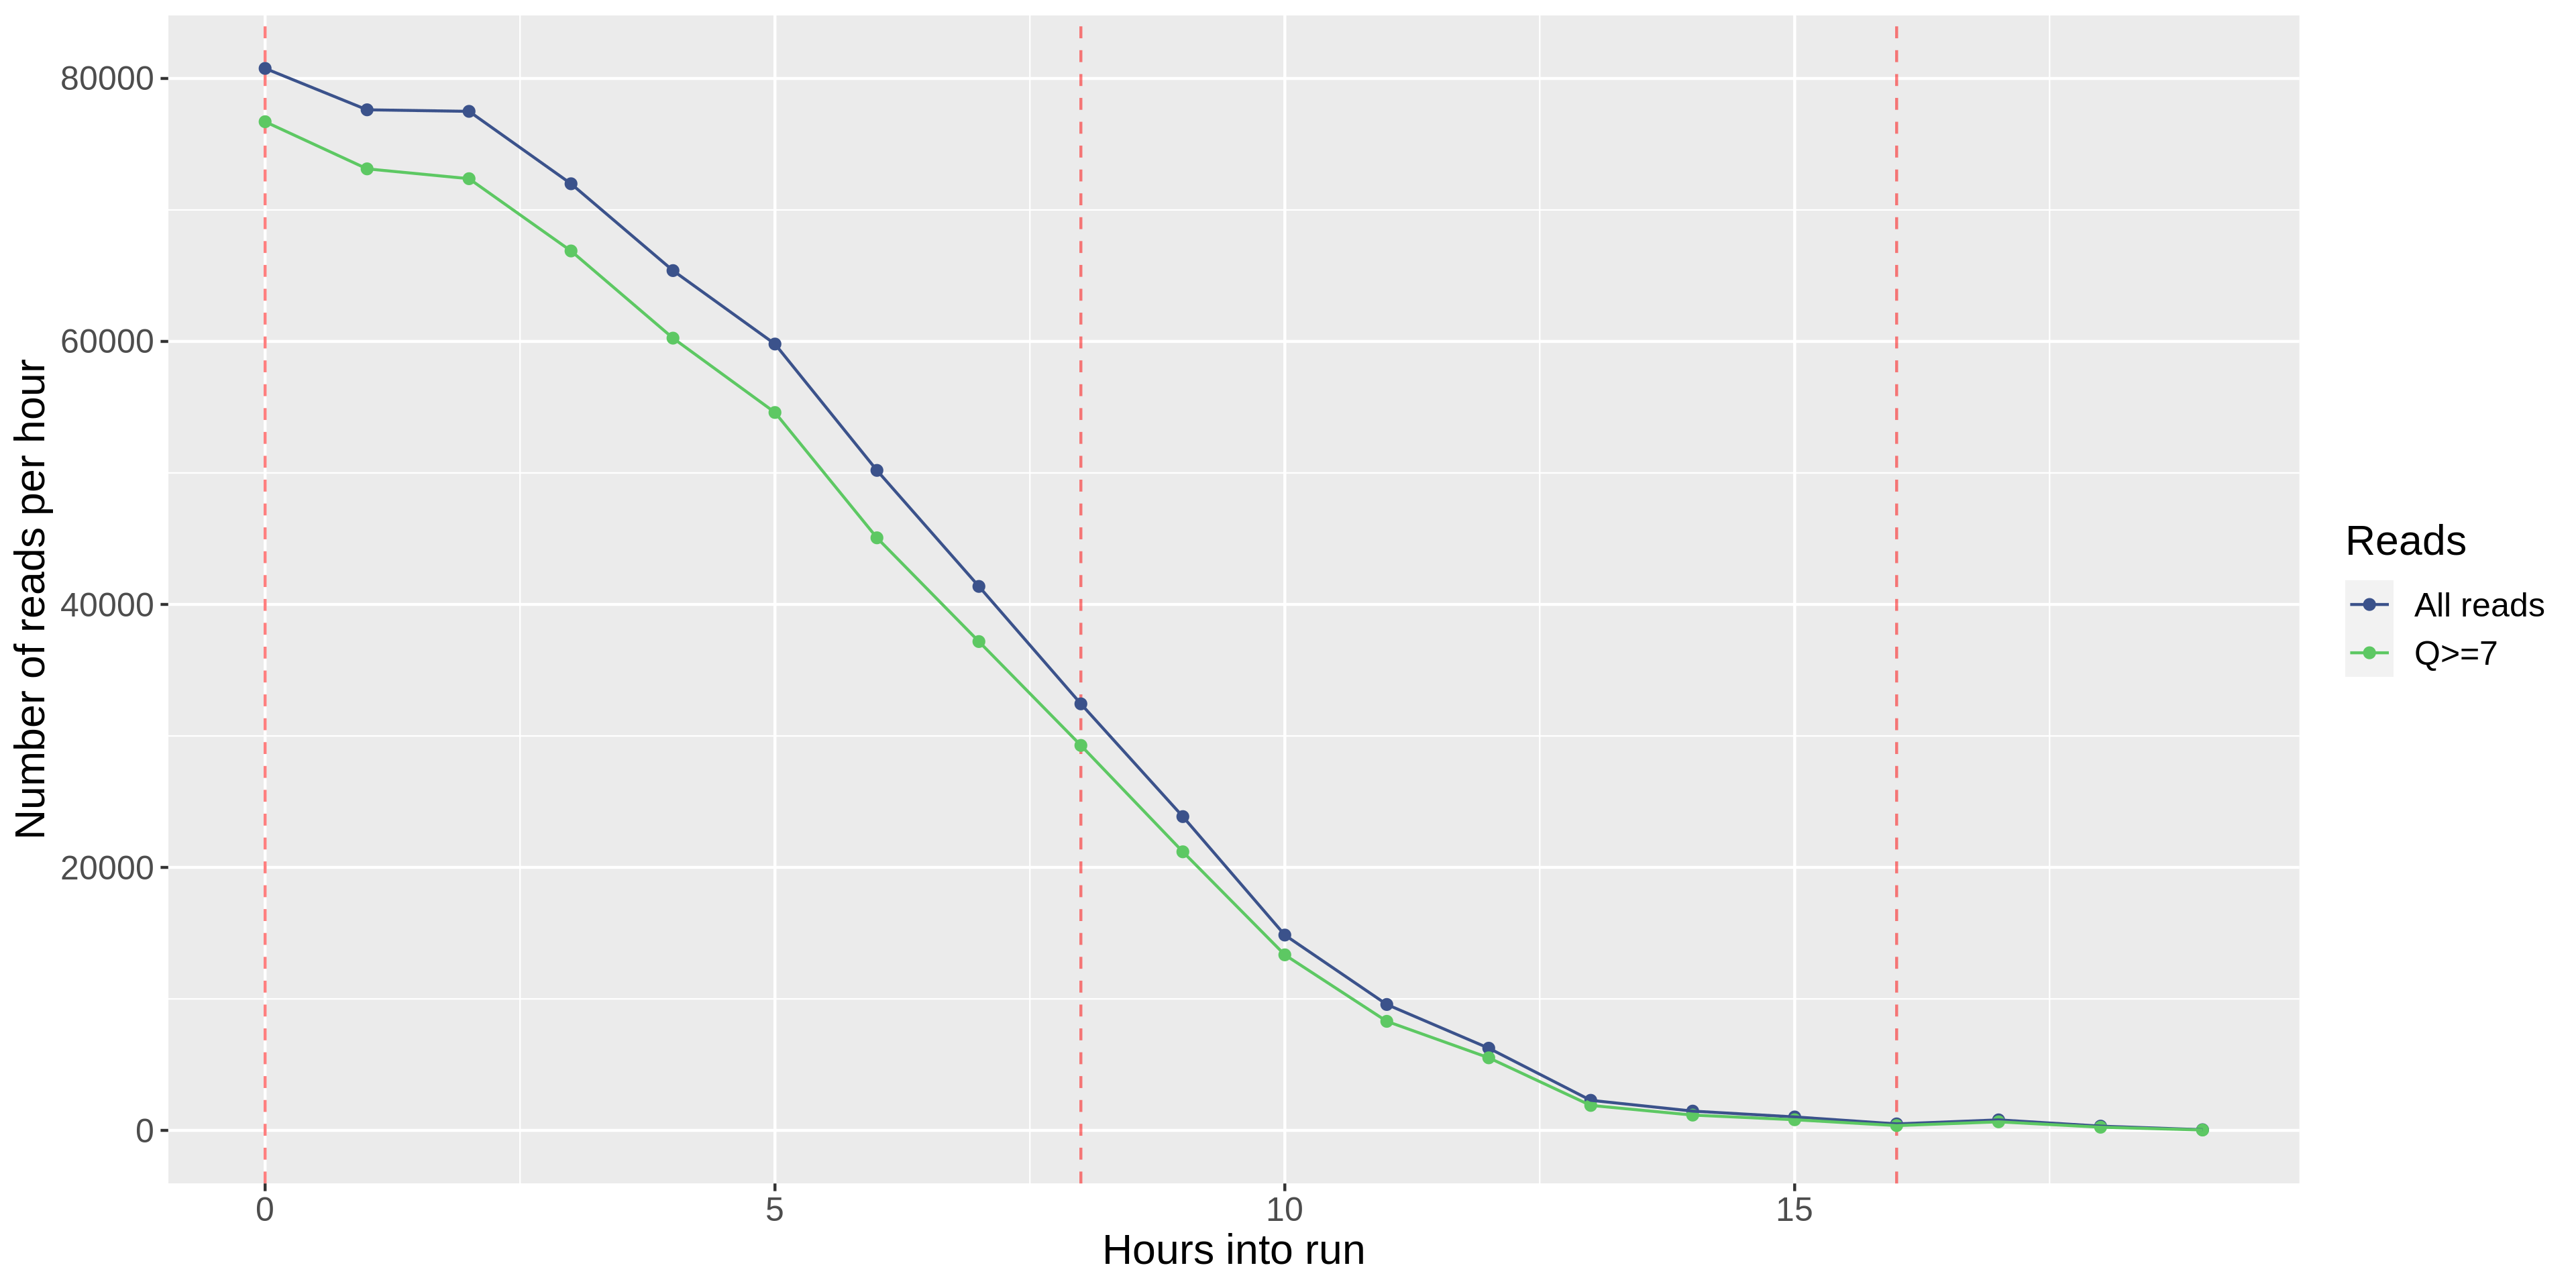 Number of reads per hour
80000
60000
40000
20000
0
0 5 10 15
Hours into run
Reads
All reads
Q>=7